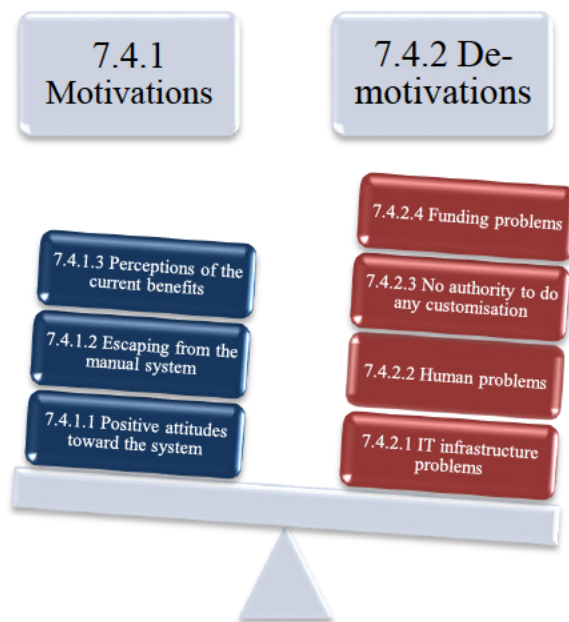 7.4.1
Motivations
7.4.2 De-
motivations
7.4.1.3 Perceptions of the
current benefits
7.4.1.2 Escaping from the
manual system
7.4.1.1 Positive attitudes
toward the system
7.4.2.4 Funding problems
7.4.2.3 No authority to do
any customisation
7.4.2.2 Human problems
7.4.2.1 IT infrastructure
problems